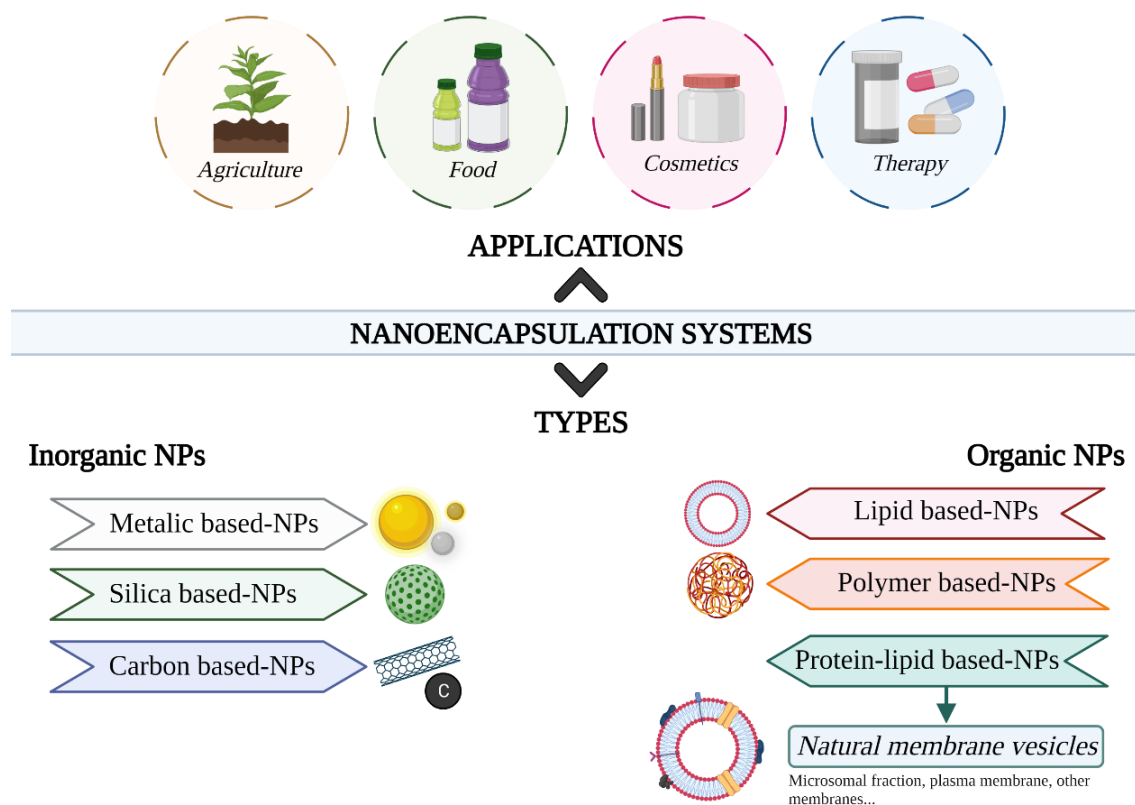 Agriculture
Food
Cosmetics
Therapy
APPLICATIONS
NANOENCAPSULATION SYSTEMS
TYPES
Inorganic NPs
Metalic based-NPs
Silica based-NPs
Carbon based-NPs
C
Organic NPs
Lipid based-NPs
Polymer based-NPs
Protein-lipid based-NPs
Natural membrane vesicles
Microsomal fraction, plasma membrane, other
membranes...